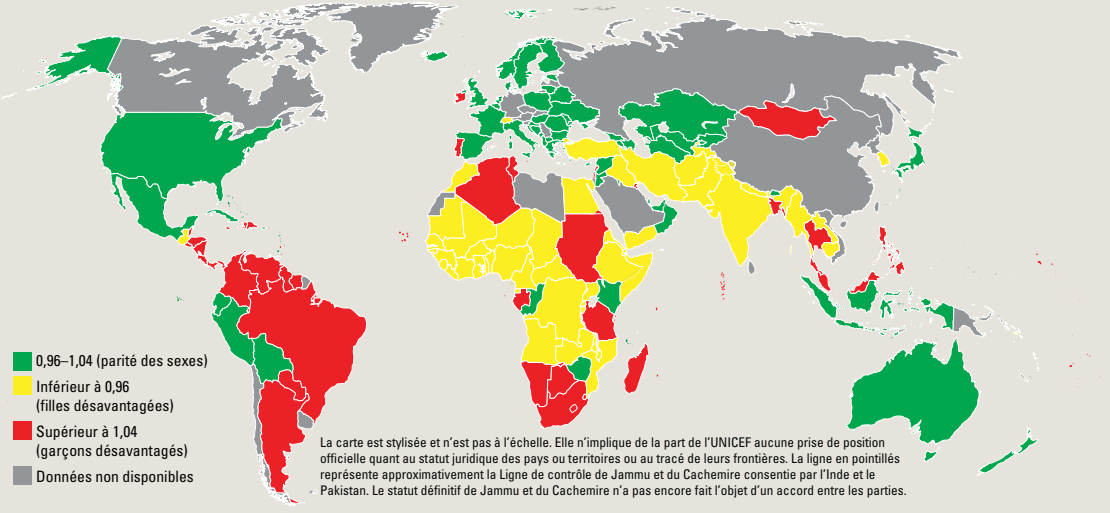 0,96–1,04 (parité des sexes)
Inférieur à 0,96
(filles désavantagées)
Supérieur à 1,04
(garçons désavantagés)
Données non disponibles
La carte est stylisée et n’est pas à l’échelle. Elle n’implique de la part de l’UNICEF aucune prise de position
officielle quant au statut juridique des pays ou territoires ou au tracé de leurs frontières. La ligne en pointillés
représente approximativement la Ligne de contrôle de Jammu et du Cachemire consentie par l’Inde et le
Pakistan. Le statut définitif de Jammu et du Cachemire n’a pas encore fait l’objet d’un accord entre les parties.